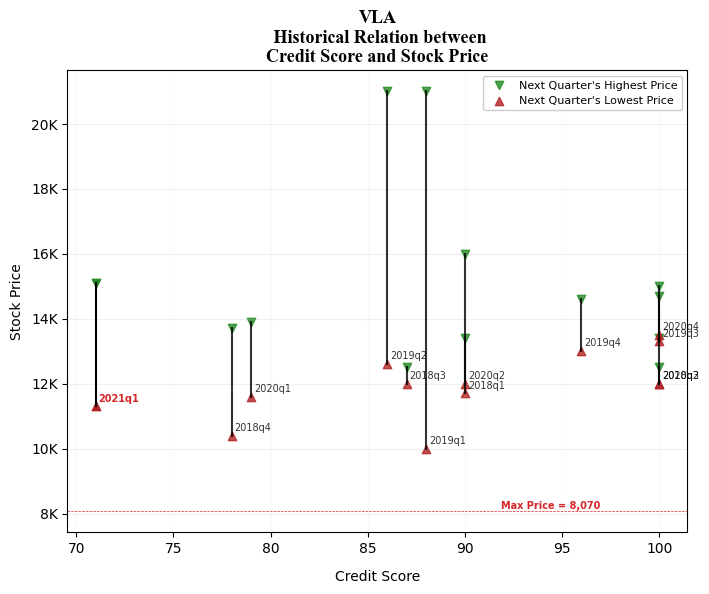 VLA
Historical Relation between
Credit Score and Stock Price
Next Quarter's Highest Price
Next Quarter's Lowest Price
Stock Price
20K
18K
16K
14K
12K
10K
8K
2020q4
2019q3
2019q4
2019q2
2018q3
2020q2
2018q1
2020q1
2021q1
2018q4
2019q1
Max Price = 8,070
70
75
80
85
90
95
100
Credit Score